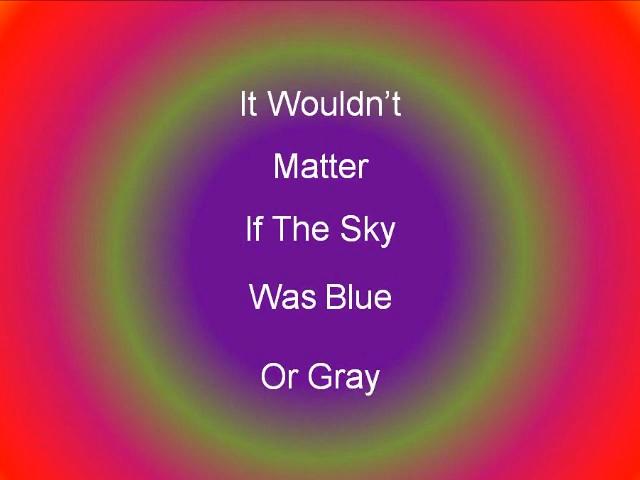 It Wouldn’t
Matter
If The Sky
Was Blue
Or Gray